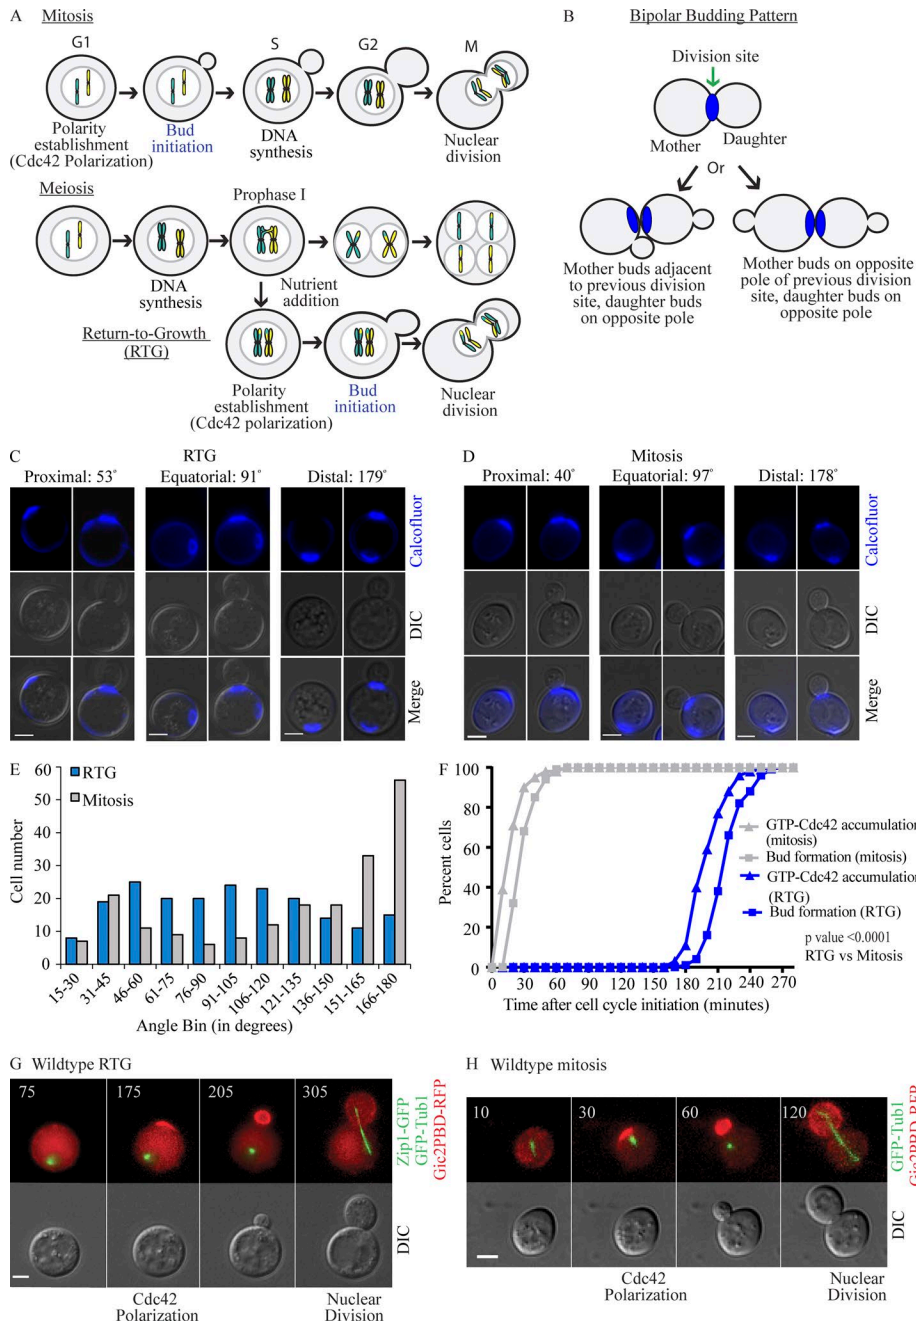 A Mitosis
G1
S
G2
M
Polarity
establishment
(Cdc42 Polarization)
Bud
initiation
DNA
synthesis
Nuclear
division
Meiosis
Prophase I
DNA
synthesis
Nutrient
addition
Return-to-Growth
(RTG)
Polarity
establishment
(Cdc42 polarization)
Bud
initiation
Nuclear
division
B Bipolar Budding Pattern
Division site
Mother
Daughter
Or
Mother buds adjacent
to previous division
site, daughter buds
on opposite pole
Mother buds on opposite
pole of previous division
site, daughter buds on
opposite pole
C RTG
Proximal: 53°
Equatorial: 91°
Distal: 179°
Calcofluor
DIC
Merge
D Mitosis
Proximal: 40°
Equatorial: 97°
Distal: 178°
Calcofluor
DIC
Merge
E
60
50
40
30
20
10
0
Cell number
RTG
Mitosis
15-30
31-45
46-60
61-75
76-90
91-105
106-120
121-135
136-150
151-165
166-180
Angle Bin (in degrees)
F
100
80
60
40
20
0
Percent cells
0 30 60 90 120 150 180 210 240 270
Time after cell cycle initiation (minutes)
GTP-Cdc42 accumulation
(mitosis)
Bud formation (mitosis)
GTP-Cdc42 accumulation
(RTG)
Bud formation (RTG)
p value <0.0001
RTG vs Mitosis
G Wildtype RTG
75
175
205
305
Zip1-GFP
GFP-Tub1
Gic2PBD-RFP
DIC
Cdc42
Polarization
Nuclear
Division
H Wildtype mitosis
10
30
60
120
GFP-Tub1
Gic2PBD-RFP
DIC
Cdc42
Polarization
Nuclear
Division